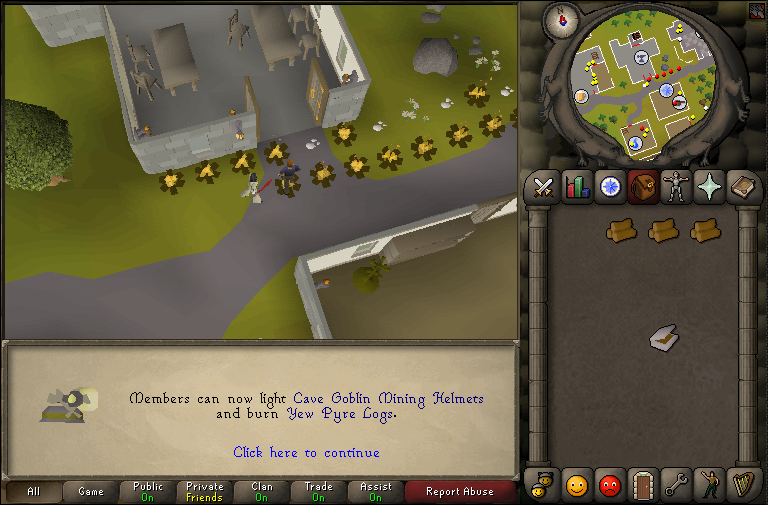 N
Members can now light Cave Goblin Mining Helmets
and burn Yew Pyre Logs.
Click here to continue
All
Game
Public
On
Private
Friends
Clan
On
Trade
On
Assist
On
Report Abuse